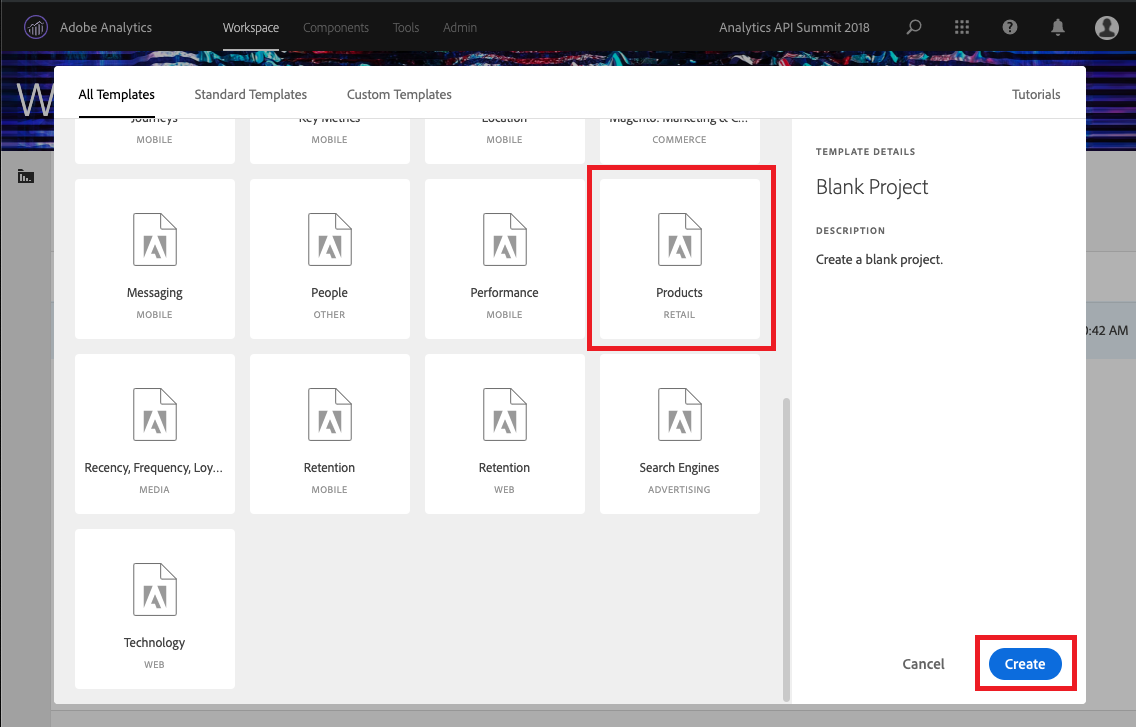 Adobe Analytics
Workspace
Components
Tools
Admin
Analytics API Summit 2018
W
All Templates
Standard Templates
Custom Templates
Tutorials
Journeys
MOBILE
Key Metrics
MOBILE
Location
MOBILE
Magento: Marketing & C...
COMMERCE
Messaging
MOBILE
People
OTHER
Performance
MOBILE
Products
RETAIL
Recency, Frequency, Loy...
MEDIA
Retention
MOBILE
Retention
WEB
Search Engines
ADVERTISING
Technology
WEB
TEMPLATE DETAILS
Blank Project
DESCRIPTION
Create a blank project.
:42 AM
Cancel
Create